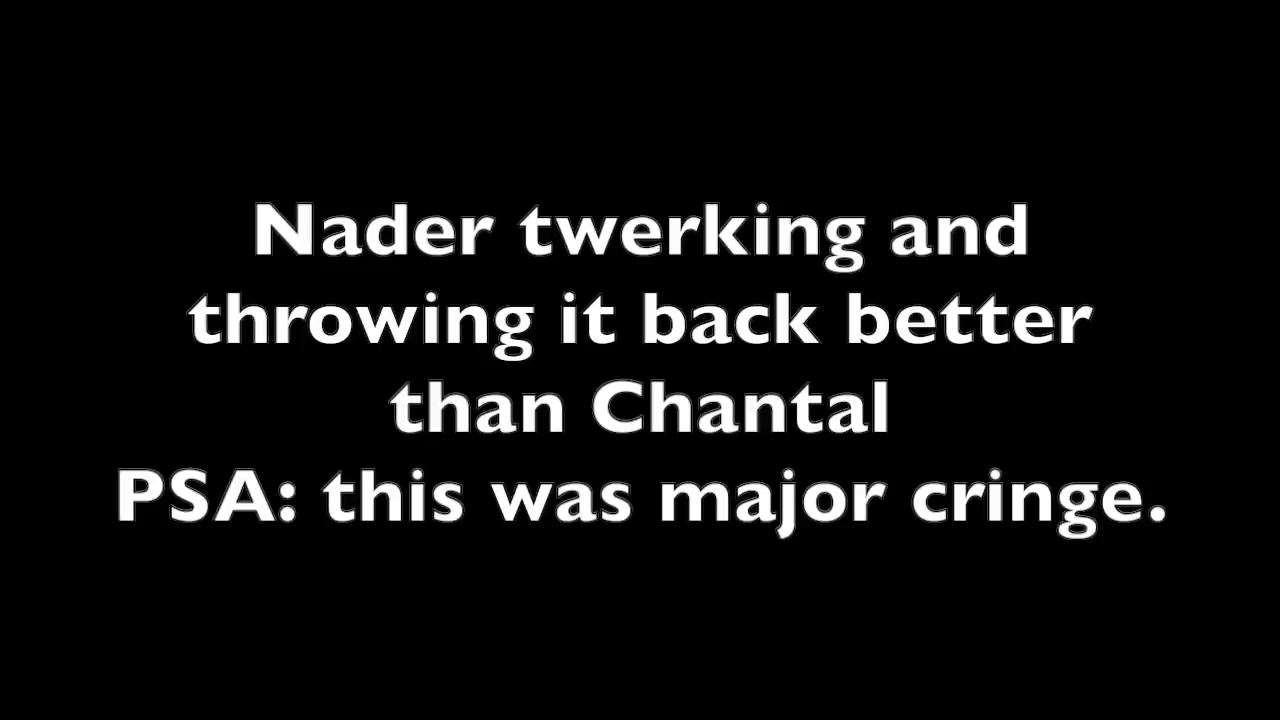 Nader twerking and
throwing it back better
than Chantal
PSA: this was major cringe.